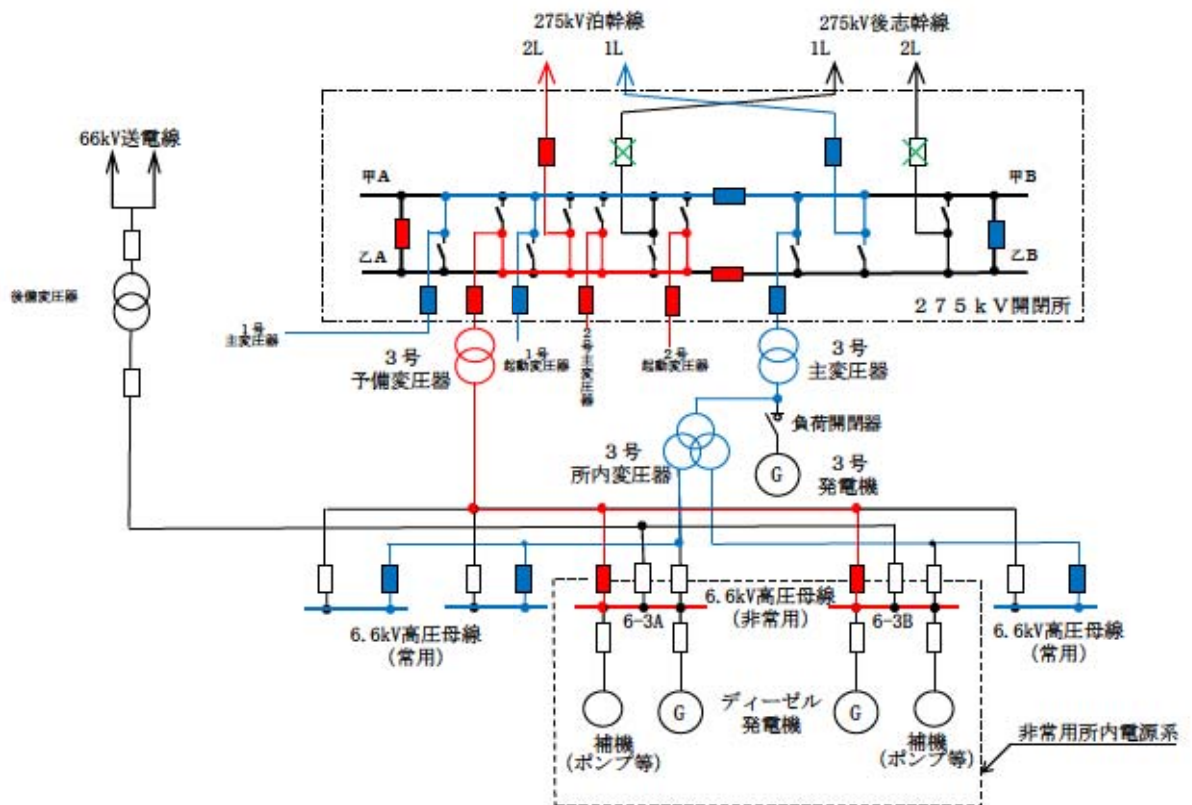 275kV泊幹線
275kV後志幹線
2L
1L
1L
2L
66kV送電線
甲A
甲B
乙A
乙B
275kV開閉所
後備変圧器
1号
主変圧器
3号
予備変圧器
1号
起動変圧器
2号主変圧器
2号
起動変圧器
3号
主変圧器
負荷開閉器
3号
所内変圧器
G
3号
発電機
6.6kV高圧母線
(常用)
6-3A
6.6kV高圧母線
(非常用)
6-3B
6.6kV高圧母線
(常用)
G
ディーゼル
発電機
G
補機
(ポンプ等)
補機
(ポンプ等)
非常用所内電源系